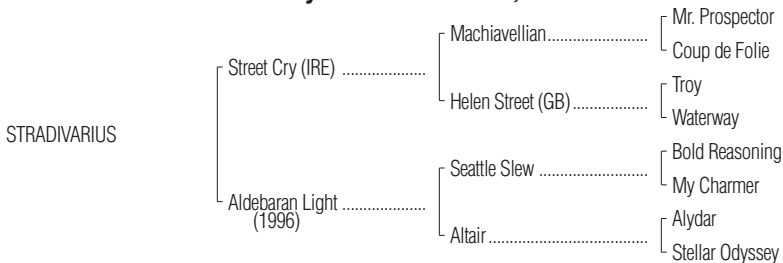 Mr. Prospector
Machiavellian
Coup de Folie
Street Cry (IRE)
Troy
Helen Street (GB)
Waterway
STRADIVARIUS
Bold Reasoning
Seattle Slew
My Charmer
Aldebaran Light
(1996)
Alydar
Altair
Stellar Odyssey